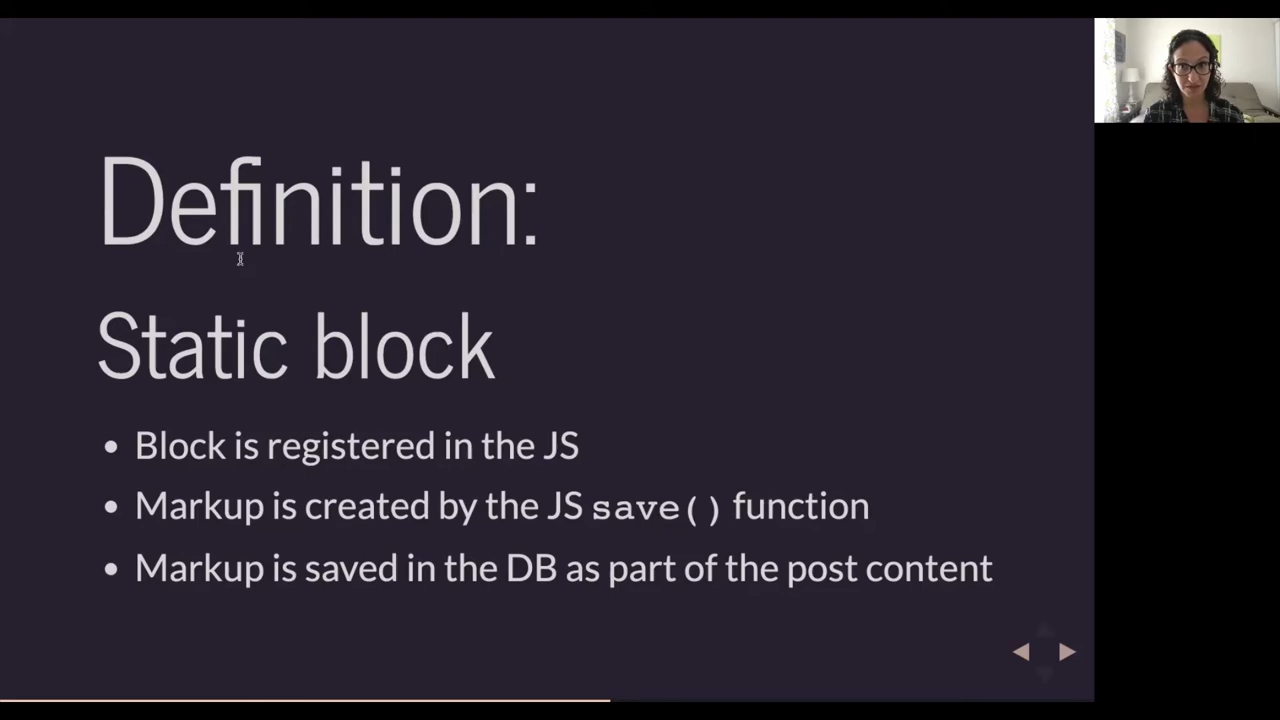 Definition:
Static block
• Block is registered in the JS
• Markup is created by the JS save() function
• Markup is saved in the DB as part of the post content